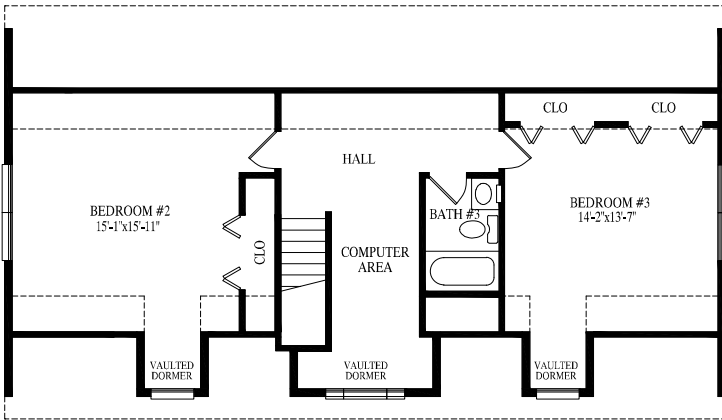 CLO
CLO
HALL
BEDROOM #2
15'-1"x15'-11"
BEDROOM #3
14'-2"x13'-7"
BATH #3
CLO
COMPUTER
AREA
VAULTED
DORMER
VAULTED
DORMER
VAULTED
DORMER